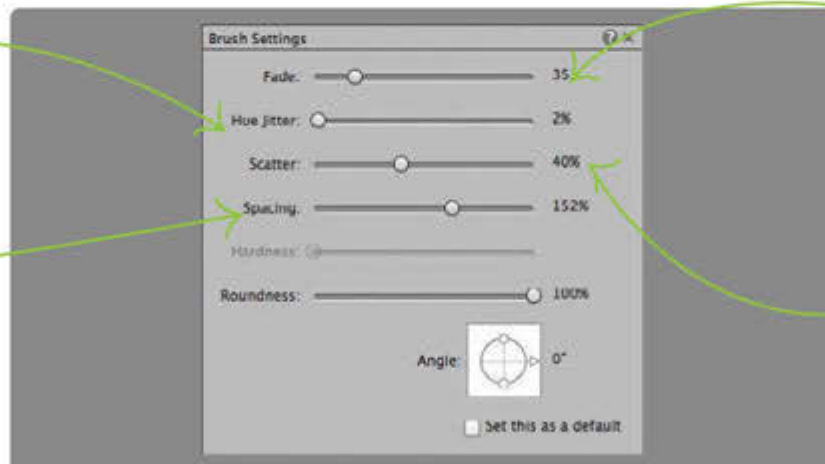 Brush Settings
Fade: 35
Hue Jitter: 2%
Scatter: 40%
Spacing: 152%
Hardness:
Roundness: 100%
Angle: 0°
Set this as a default